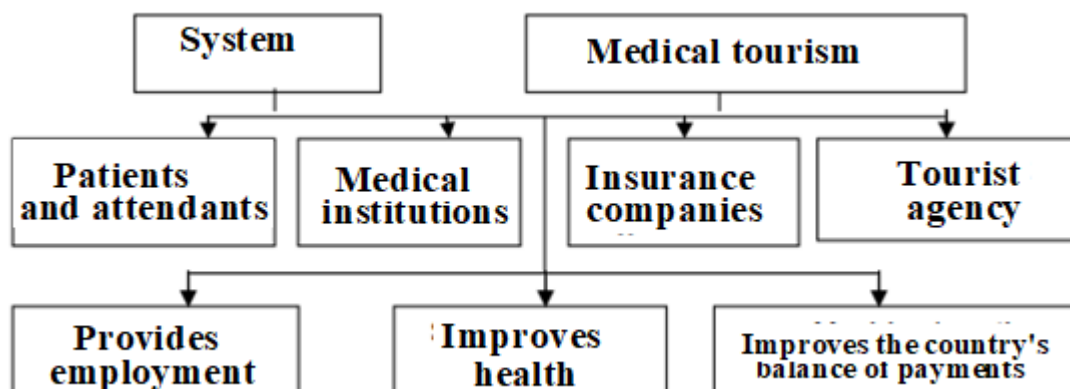 System
Medical tourism
Patients
and attendants
Medical
institutions
Insurance
companies
Tourist
agency
Provides
employment
Improves
health
Improves the country's
balance of payments